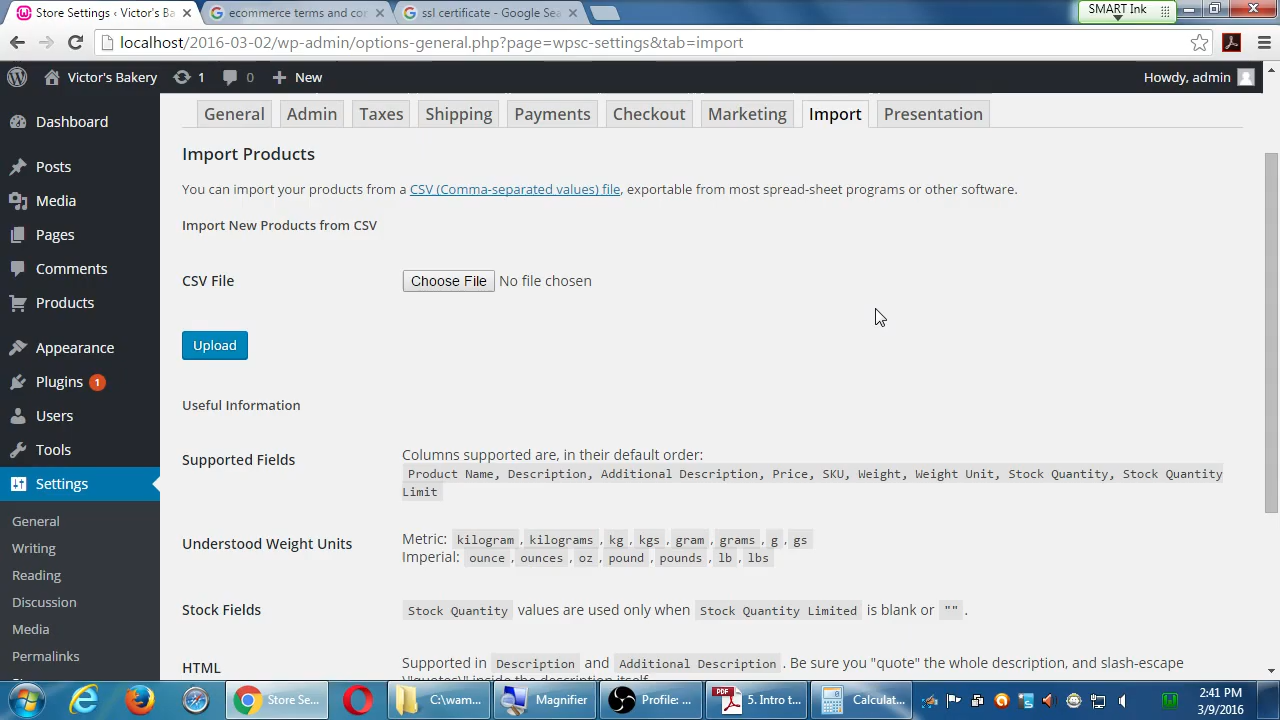 Store Settings ‹ Victor's B
ecommerce terms and con
ssl certificate - Google Sea
SMART Ink
localhost/2016-03-02/wp-admin/options-general.php?page=wpsc-settings&tab=import
Victor's Bakery
1
0
New
Howdy, admin
Dashboard
Posts
Media
Pages
Comments
Products
Appearance
Plugins 1
Users
Tools
Settings
General
Writing
Reading
Discussion
Media
Permalinks
General
Admin
Taxes
Shipping
Payments
Checkout
Marketing
Import
Presentation
Import Products
You can import your products from a CSV (Comma-separated values) file, exportable from most spread-sheet programs or other software.
Import New Products from CSV
CSV File
Choose File No file chosen
Upload
Useful Information
Supported Fields
Columns supported are, in their default order:
Product Name, Description, Additional Description, Price, SKU, Weight, Weight Unit, Stock Quantity, Stock Quantity
Limit
Understood Weight Units
Metric: kilogram , kilograms , kg , kgs , gram , grams , g , gs
Imperial: ounce , ounces , oz , pound , pounds , lb , lbs
Stock Fields
Stock Quantity values are used only when Stock Quantity Limited is blank or "" .
HTML
Supported in Description and Additional Description . Be sure you "quote" the whole description, and slash-escape
\"quotes\" inside the description itself.
Store Se...
C:\wam...
Magnifier
Profile: ...
PDF
5. Intro t...
Calculat...
2:41 PM
3/9/2016